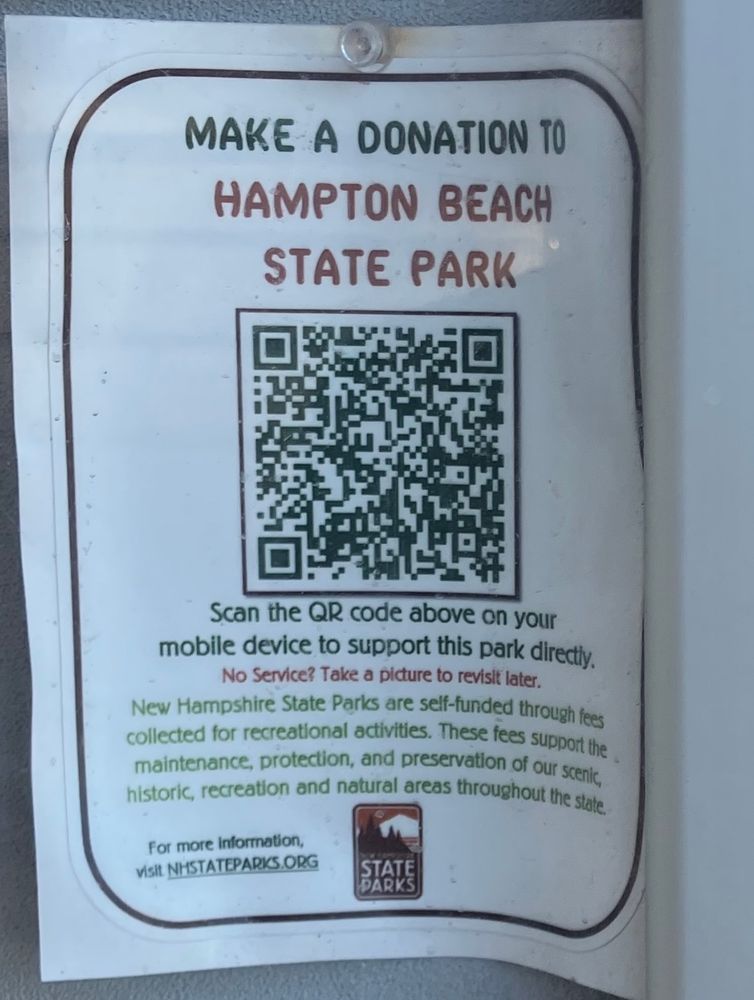 MAKE A DONATION TO
HAMPTON BEACH
STATE PARK
Scan the QR code above on your
mobile device to support this park directly.
No Service? Take a picture to revisit later.
New Hampshire State Parks are self-funded through fees
collected for recreational activities. These fees support the
maintenance, protection, and preservation of our scenic,
historic, recreation and natural areas throughout the state.
For more information,
visit NHSTATEPARKS.ORG
NEW HAMPSHIRE
STATE
PARKS